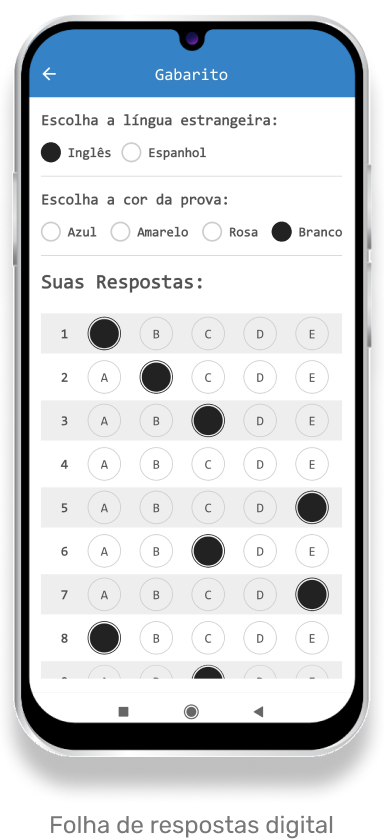 Gabarito
Escolha a língua estrangeira:
Inglês Espanhol
Escolha a cor da prova:
Azul Amarelo Rosa Branco
Suas Respostas:
1 B C D E
2 A C D E
3 A B D E
4 A B C D E
5 A B C D
6 A B D E
7 A B C D
8 B C D E
Folha de respostas digital